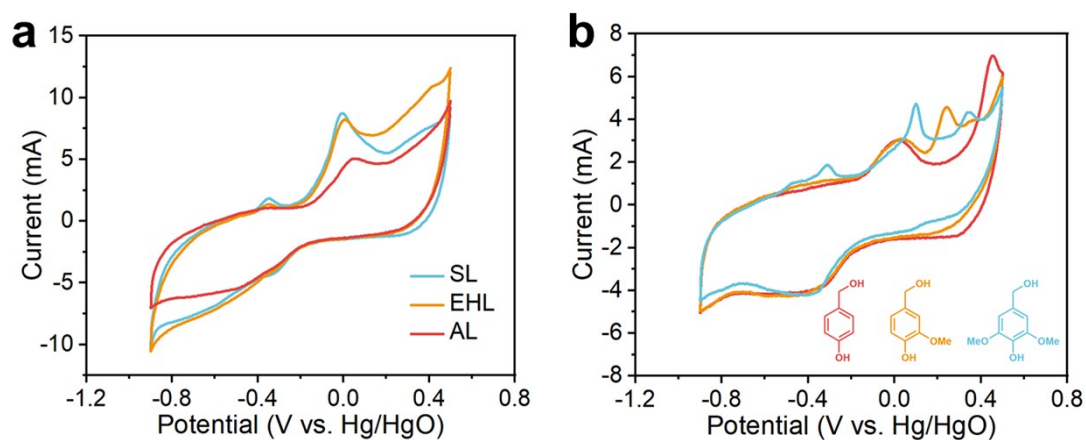 a
15
10
5
0
-5
-10
Current (mA)
SL
EHL
AL
-1.2
-0.8
-0.4
0.0
0.4
0.8
Potential (V vs. Hg/HgO)
b
8
6
4
2
0
-2
-4
-6
-8
Current (mA)
OH
OMe
OH
OH
MeO
OMe
OH
OH
OH
-1.2
-0.8
-0.4
0.0
0.4
0.8
Potential (V vs. Hg/HgO)